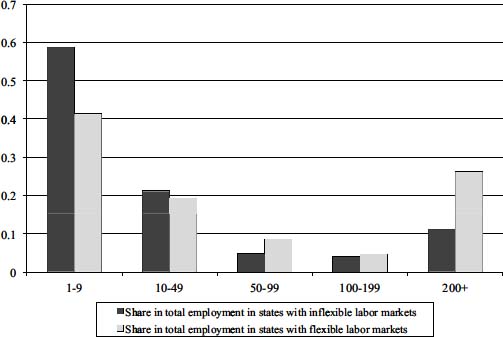 0.7
0.6
0.5
0.4
0.3
0.2
0.1
0
1-9 10-49 50-99 100-199 200+
Share in total employment in states with inflexible labor markets
Share in total employment in states with flexible labor markets